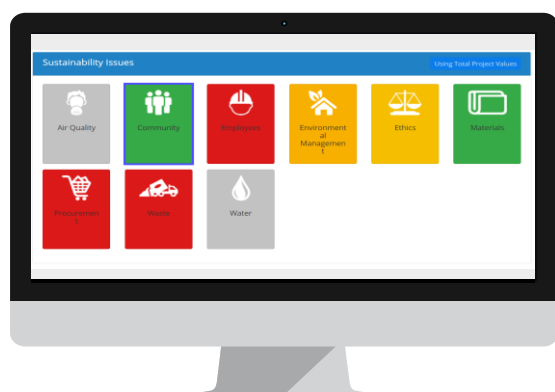 Sustainability Issues
Using Total Project Values
Air Quality
Community
Employees
Environment
al
Managemen
t
Ethics
Materials
Procuremen
t
Waste
Water